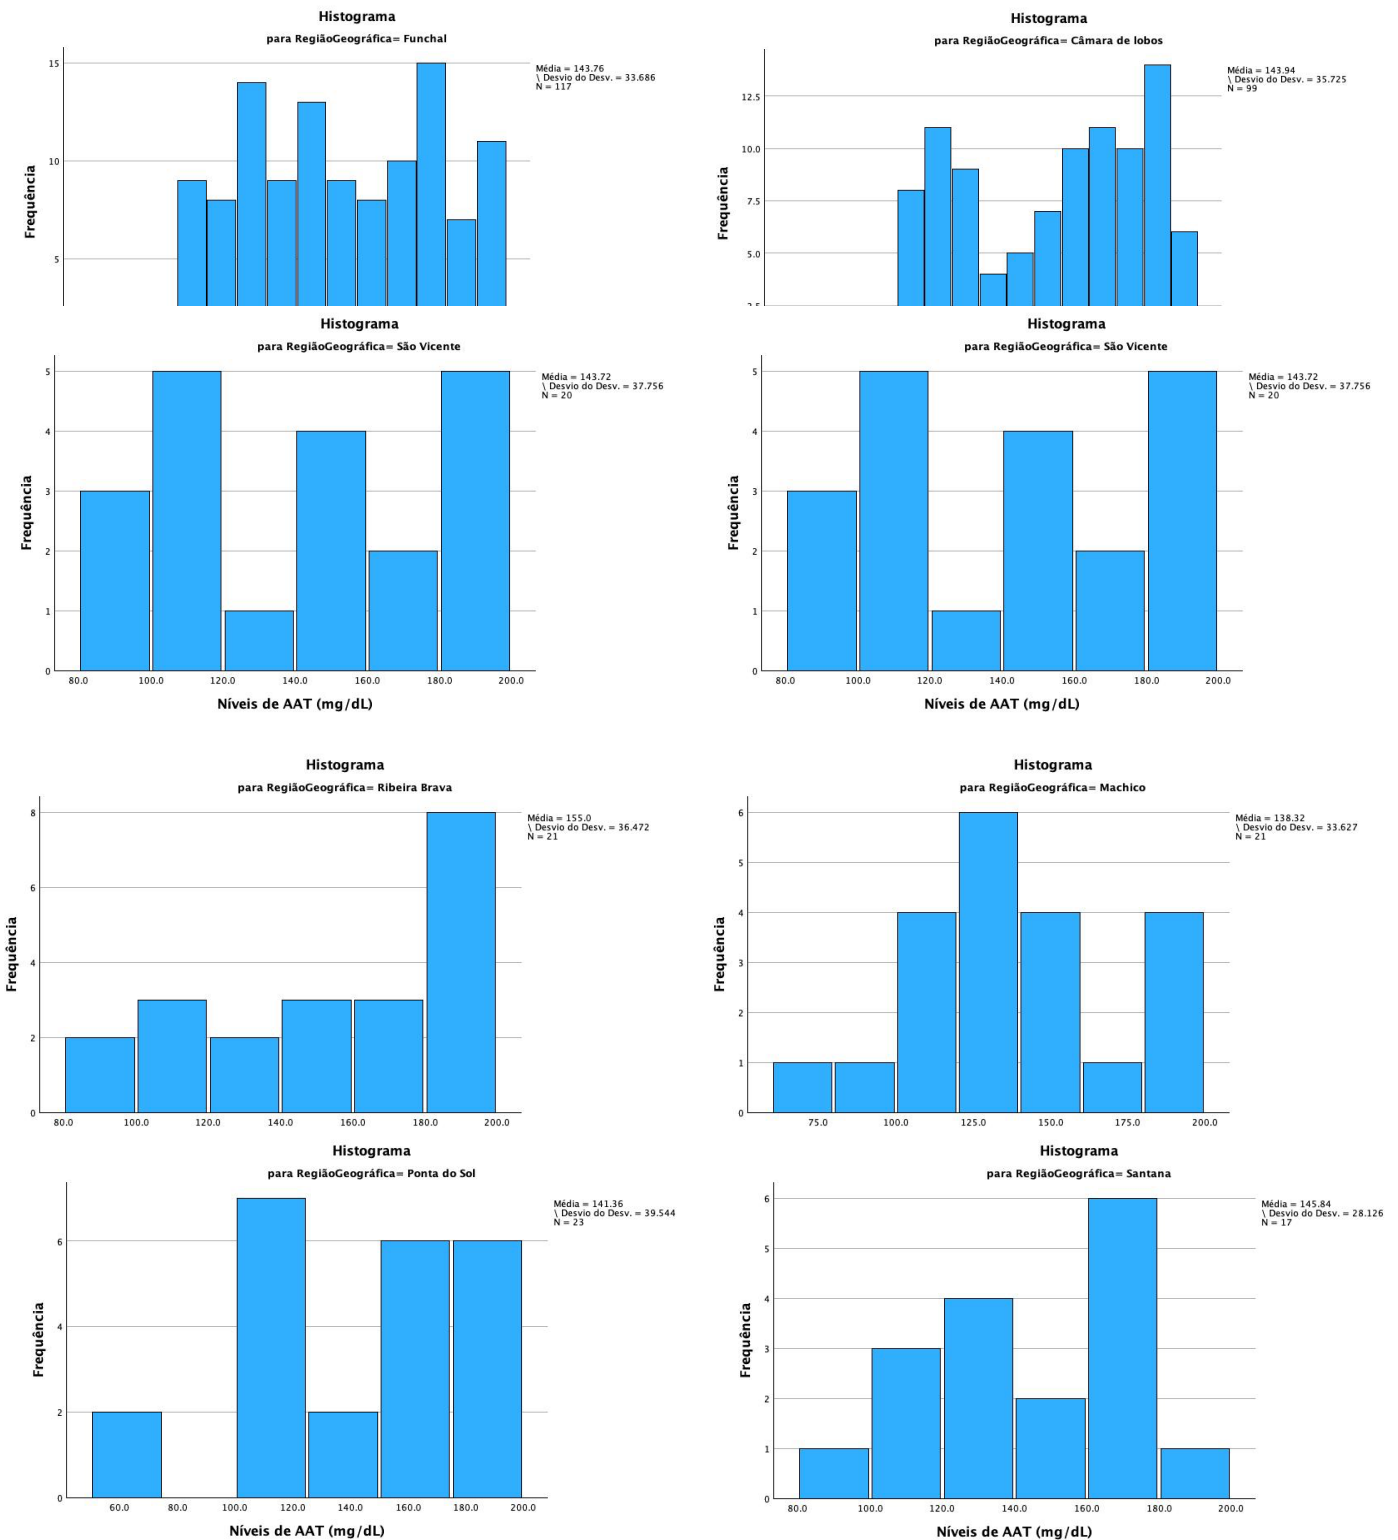 Histograma
para RegiãoGeográfica= Funchal
Média = 143.76
\ Desvio do Desv. = 33.686
N = 117
15
10
5
Frequência
Histograma
para RegiãoGeográfica= Câmara de lobos
Média = 143.94
\ Desvio do Desv. = 35.725
N = 99
12.5
10.0
7.5
5.0
Frequência
Histograma
para RegiãoGeográfica= São Vicente
Média = 143.72
\ Desvio do Desv. = 37.756
N = 20
5
4
3
2
1
0
Frequência
80.0 100.0 120.0 140.0 160.0 180.0 200.0
Níveis de AAT (mg/dL)
Histograma
para RegiãoGeográfica= São Vicente
Média = 143.72
\ Desvio do Desv. = 37.756
N = 20
5
4
3
2
1
0
Frequência
80.0 100.0 120.0 140.0 160.0 180.0 200.0
Níveis de AAT (mg/dL)
Histograma
para RegiãoGeográfica= Ribeira Brava
Média = 155.0
\ Desvio do Desv. = 36.472
N = 21
8
6
4
2
0
Frequência
80.0 100.0 120.0 140.0 160.0 180.0 200.0
Histograma
para RegiãoGeográfica= Machico
Média = 138.32
\ Desvio do Desv. = 33.627
N = 21
6
5
4
3
2
1
0
Frequência
75.0 100.0 125.0 150.0 175.0 200.0
Histograma
para RegiãoGeográfica= Ponta do Sol
Média = 141.36
\ Desvio do Desv. = 39.544
N = 23
6
4
2
0
Frequência
60.0 80.0 100.0 120.0 140.0 160.0 180.0 200.0
Níveis de AAT (mg/dL)
Histograma
para RegiãoGeográfica= Santana
Média = 145.84
\ Desvio do Desv. = 28.126
N = 17
6
5
4
3
2
1
0
Frequência
80.0 100.0 120.0 140.0 160.0 180.0 200.0
Níveis de AAT (mg/dL)